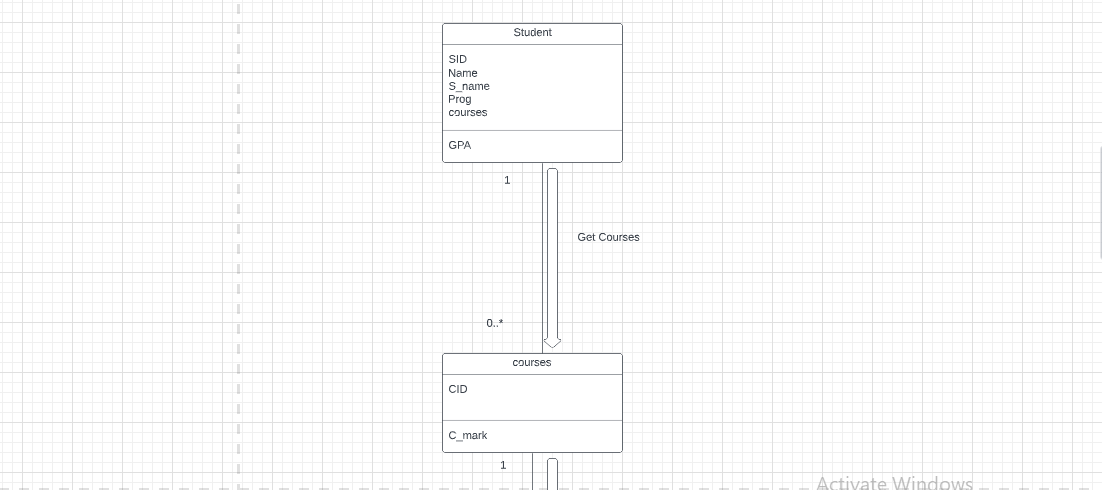 Student
SID
Name
S_name
Prog
courses
GPA
1
Get Courses
0..*
courses
CID
C_mark
1
Activate Windows